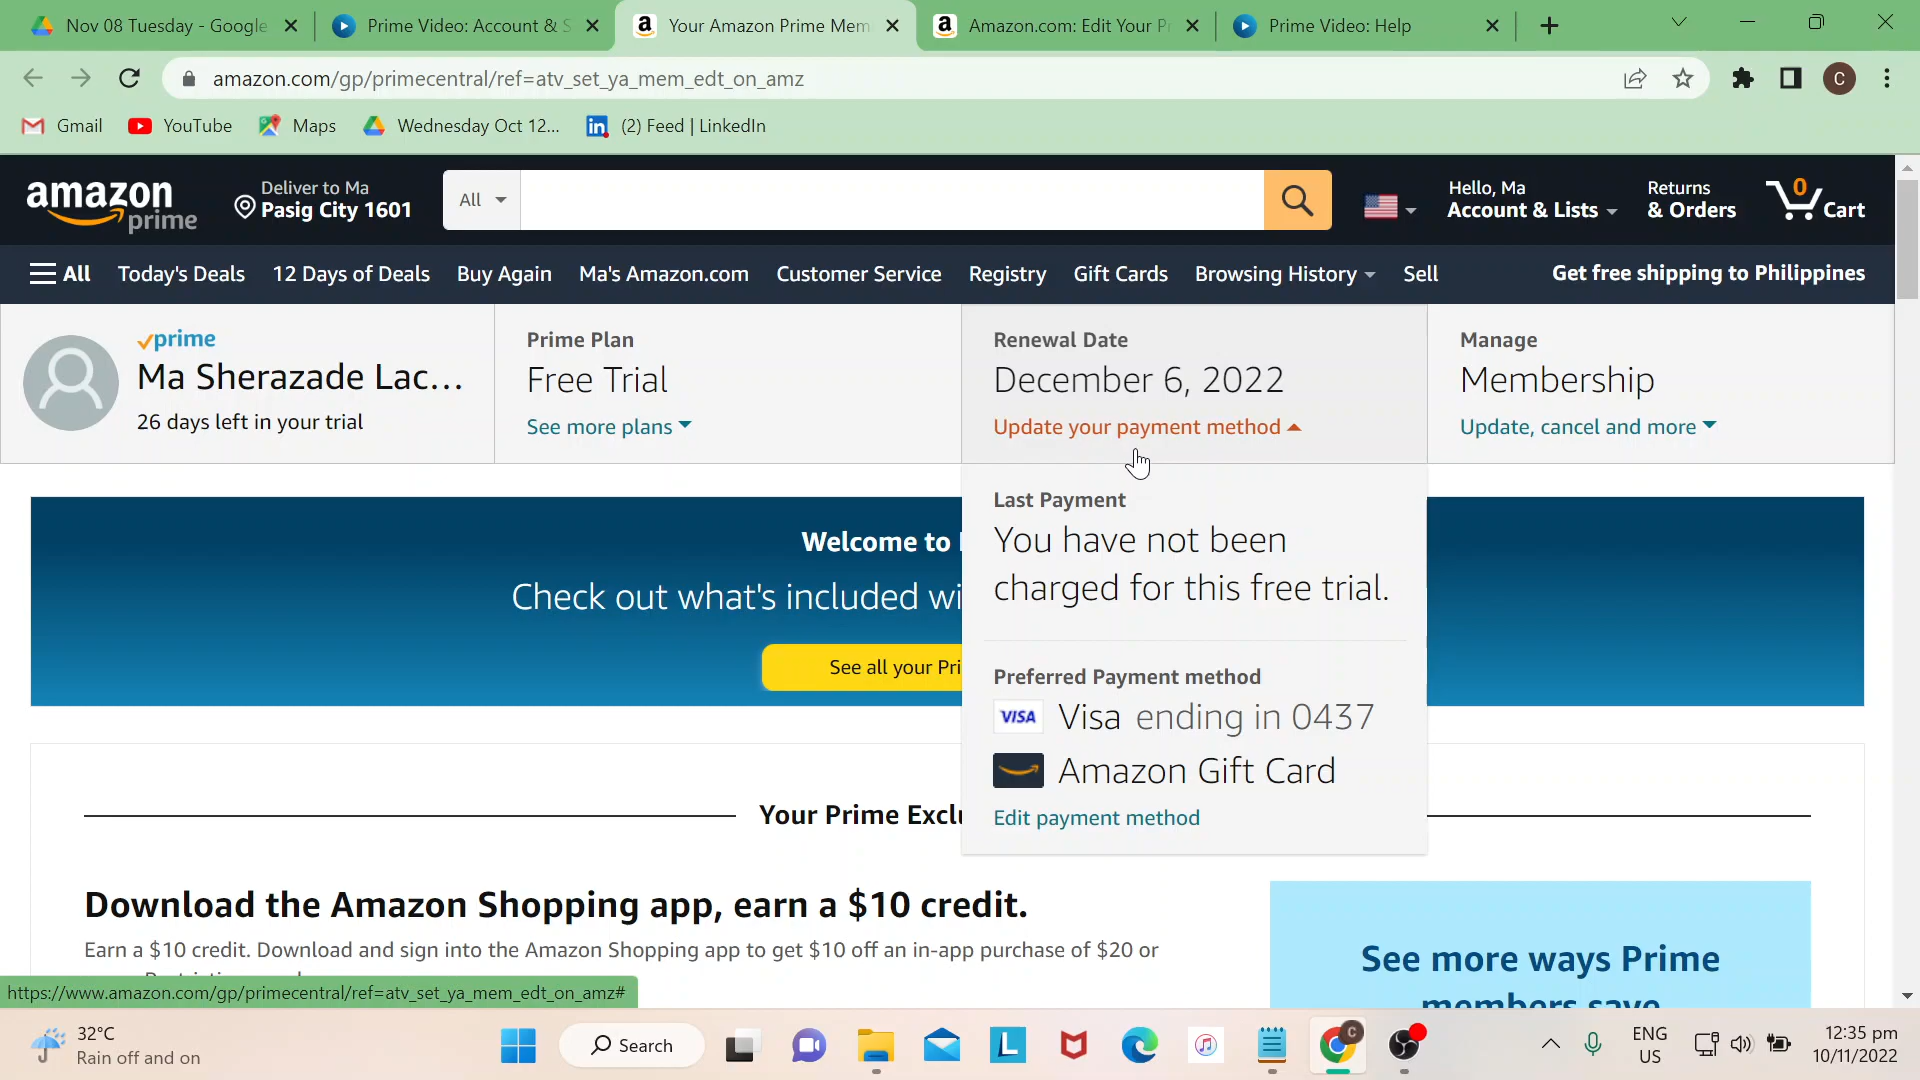 Nov 08 Tuesday - Google
Prime Video: Account & S
Your Amazon Prime Mem
Amazon.com: Edit Your P
Prime Video: Help
amazon.com/gp/primecentral/ref=atv_set_ya_mem_edt_on_amz
C
Gmail
YouTube
Maps
Wednesday Oct 12...
(2) Feed | LinkedIn
amazon prime
Deliver to Ma
Pasig City 1601
All
Hello, Ma
Account & Lists
Returns
& Orders
0
Cart
All
Today's Deals
12 Days of Deals
Buy Again
Ma's Amazon.com
Customer Service
Registry
Gift Cards
Browsing History
Sell
Get free shipping to Philippines
prime
Ma Sherazade Lac...
26 days left in your trial
Prime Plan
Free Trial
See more plans
Renewal Date
December 6, 2022
Update your payment method
Manage
Membership
Update, cancel and more
Last Payment
You have not been
charged for this free trial.
Preferred Payment method
VISA Visa ending in 0437
Amazon Gift Card
Edit payment method
Welcome to
Check out what's included wi
See all your Pri
Your Prime Exclu
Download the Amazon Shopping app, earn a $10 credit.
Earn a $10 credit. Download and sign into the Amazon Shopping app to get $10 off an in-app purchase of $20 or
See more ways Prime
members save
https://www.amazon.com/gp/primecentral/ref=atv_set_ya_mem_edt_on_amz#
32°C
Rain off and on
Search
L
C
ENG
US
12:35 pm
10/11/2022